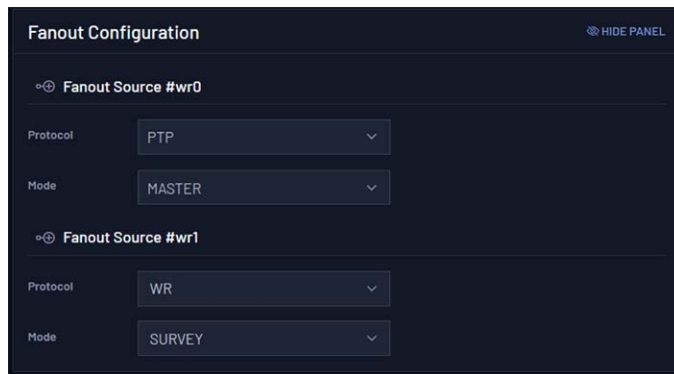 Fanout Configuration
HIDE PANEL
Fanout Source #wr0
Protocol PTP
Mode MASTER
Fanout Source #wr1
Protocol WR
Mode SURVEY